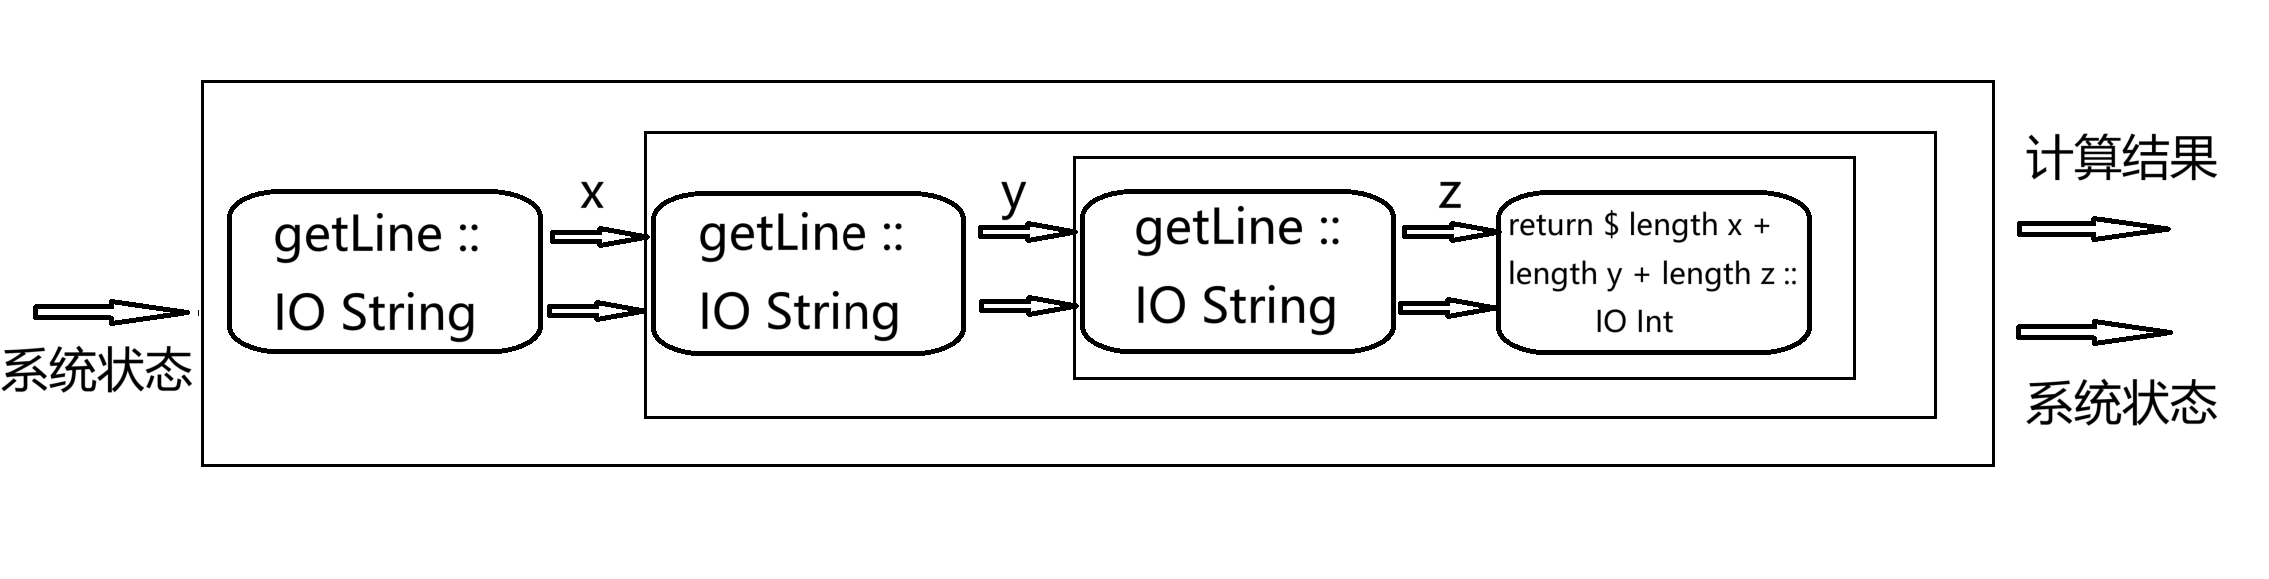 系统状态
getLine ::
IO String
x
getLine ::
IO String
y
getLine ::
IO String
z
return $ length x +
length y + length z ::
IO Int
计算结果
系统状态